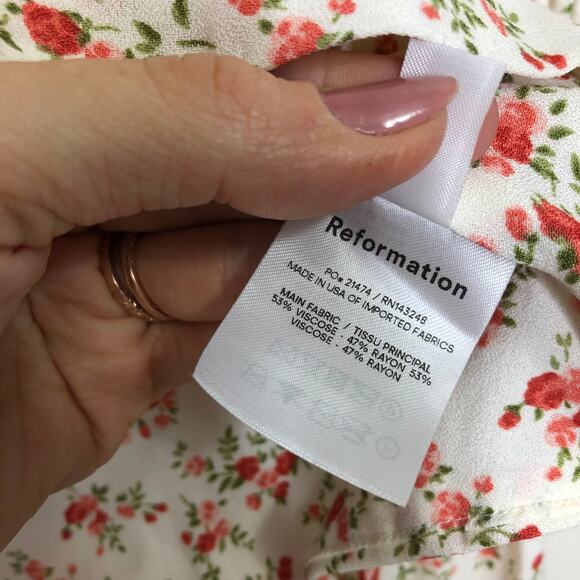 Reformation
PO# 21474 / RN143248
MADE IN USA OF IMPORTED FABRICS
MAIN FABRIC / TISSU PRINCIPAL
53% VISCOSE - 47% RAYON 53%
VISCOSE - 47% RAYON